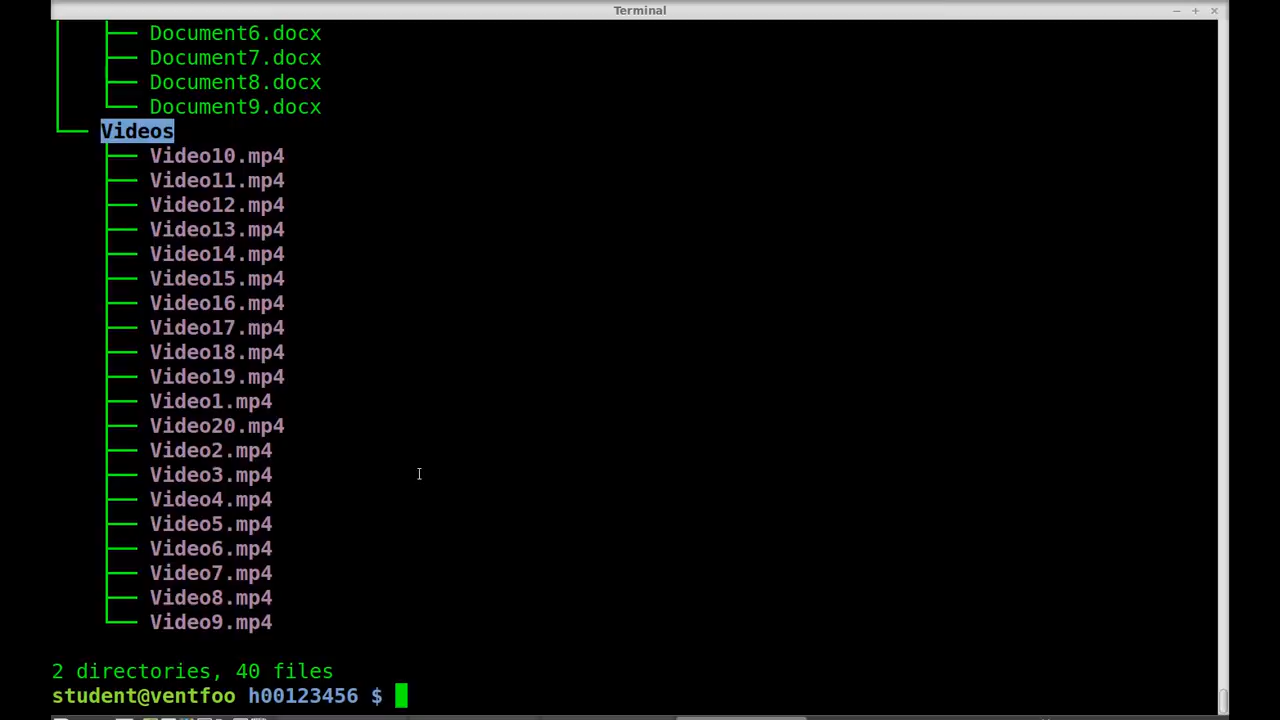 Terminal
Document6.docx
Document7.docx
Document8.docx
Document9.docx
Videos
Video10.mp4
Video11.mp4
Video12.mp4
Video13.mp4
Video14.mp4
Video15.mp4
Video16.mp4
Video17.mp4
Video18.mp4
Video19.mp4
Video1.mp4
Video20.mp4
Video2.mp4
Video3.mp4
Video4.mp4
Video5.mp4
Video6.mp4
Video7.mp4
Video8.mp4
Video9.mp4
2 directories, 40 files
student@ventfoo h00123456 $